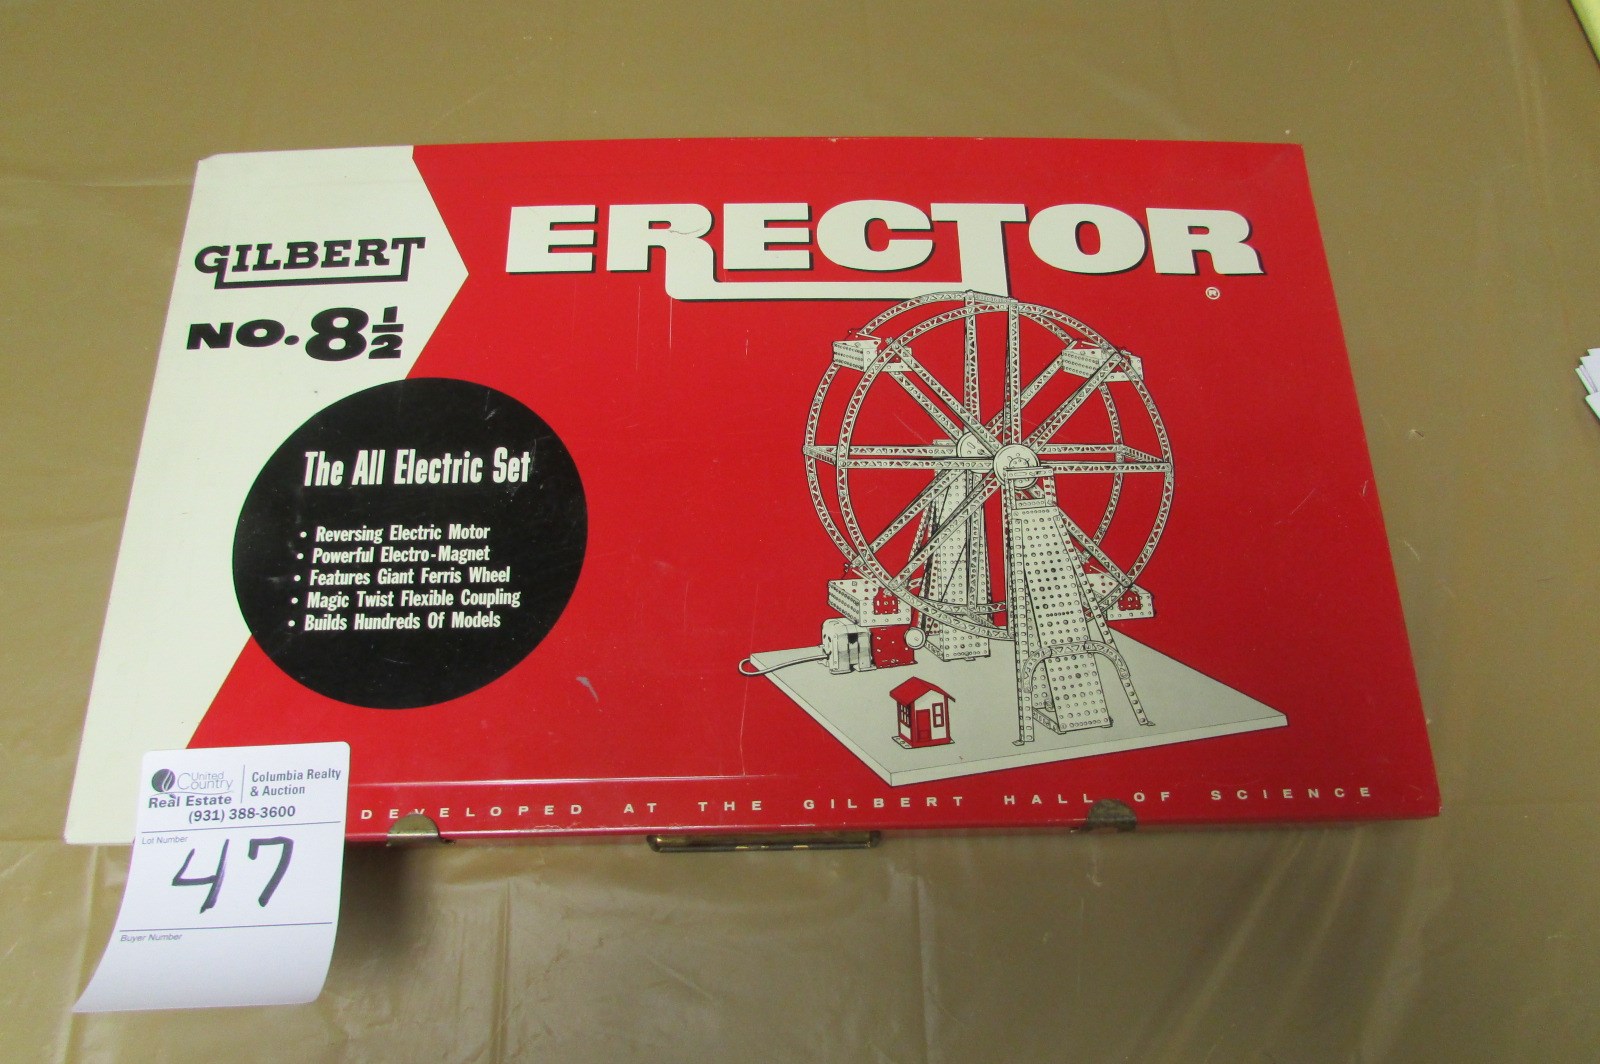 GILBERT
NO. 8½
ERECTOR
®
The All Electric Set
• Reversing Electric Motor
• Powerful Electro-Magnet
• Features Giant Ferris Wheel
• Magic Twist Flexible Coupling
• Builds Hundreds Of Models
DEVELOPED AT THE GILBERT HALL OF SCIENCE
United Country
Real Estate
Columbia Realty
& Auction
(931) 388-3600
Lot Number
47
Buyer Number